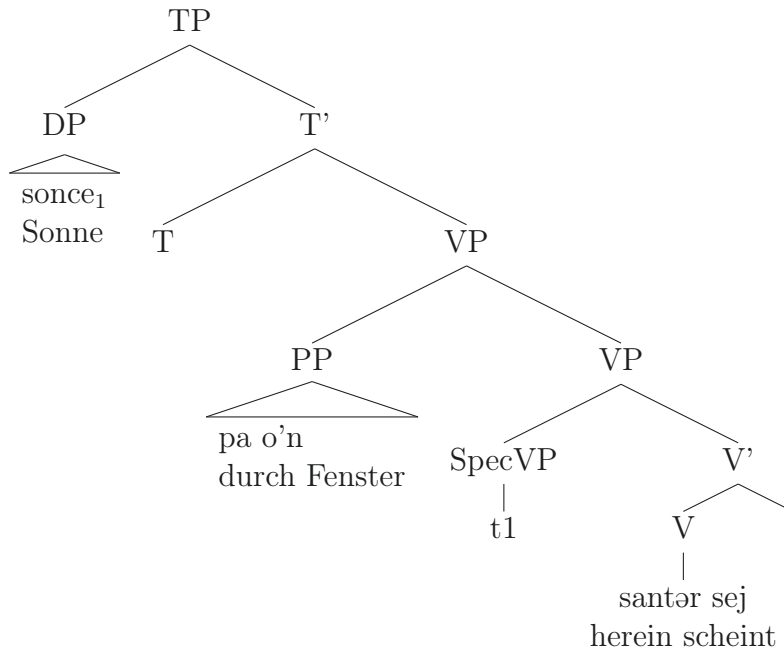 TP
DP T'
sonce₁
Sonne
T VP
PP VP
pa o'n
durch Fenster
SpecVP V'
t1 V
santər sej
herein scheint